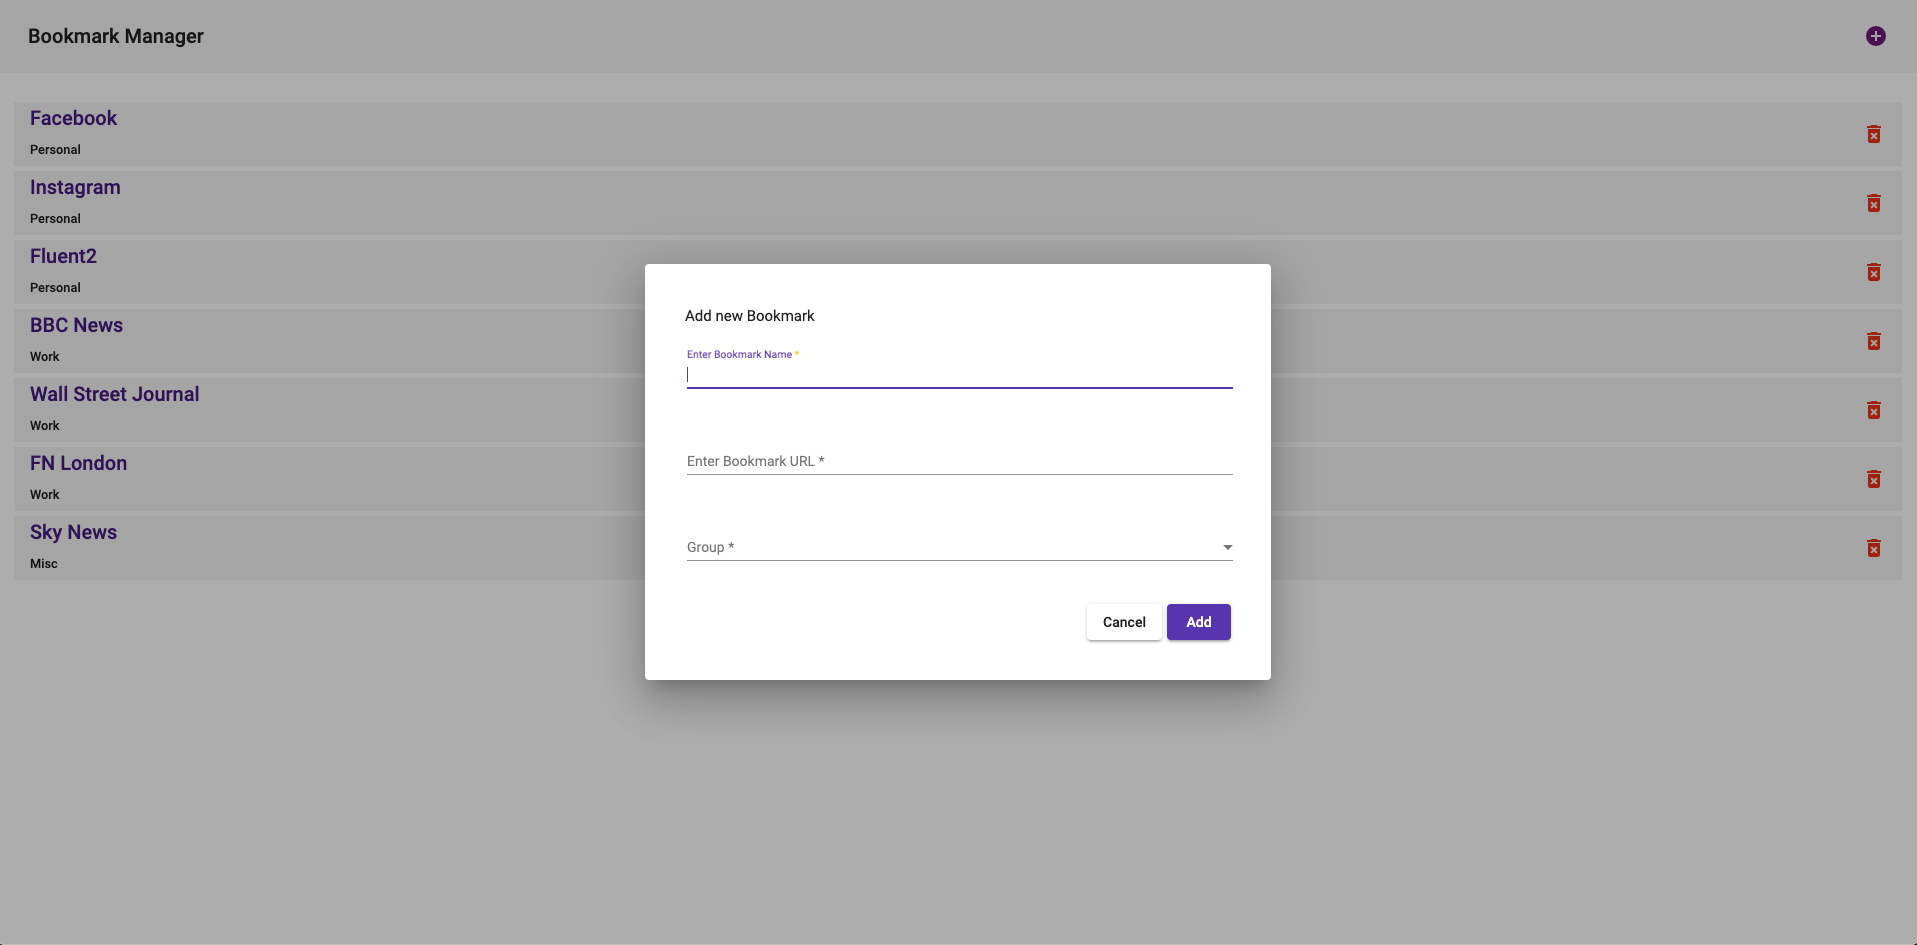 Bookmark Manager
Facebook
Personal
Instagram
Personal
Fluent2
Personal
BBC News
Work
Wall Street Journal
Work
FN London
Work
Sky News
Misc
Add new Bookmark
Enter Bookmark Name *
Enter Bookmark URL *
Group *
Cancel Add